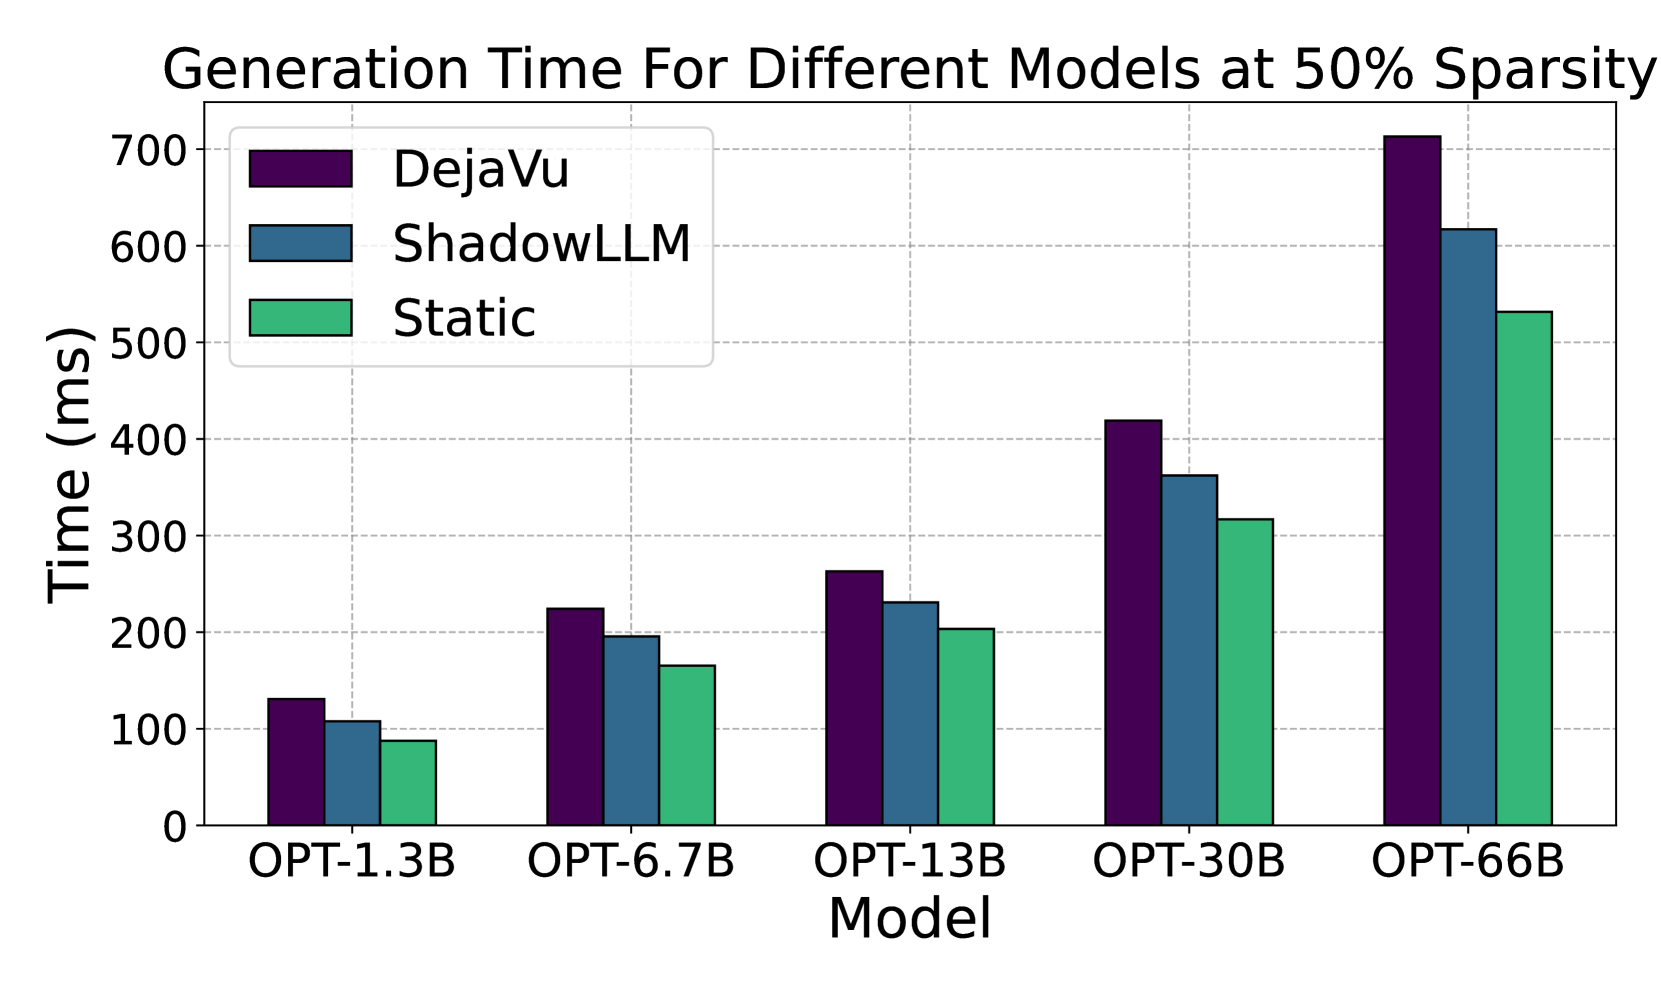 Generation Time For Different Models at 50% Sparsity
DejaVu
ShadowLLM
Static
Time (ms)
700
600
500
400
300
200
100
0
OPT-1.3B OPT-6.7B OPT-13B OPT-30B OPT-66B
Model